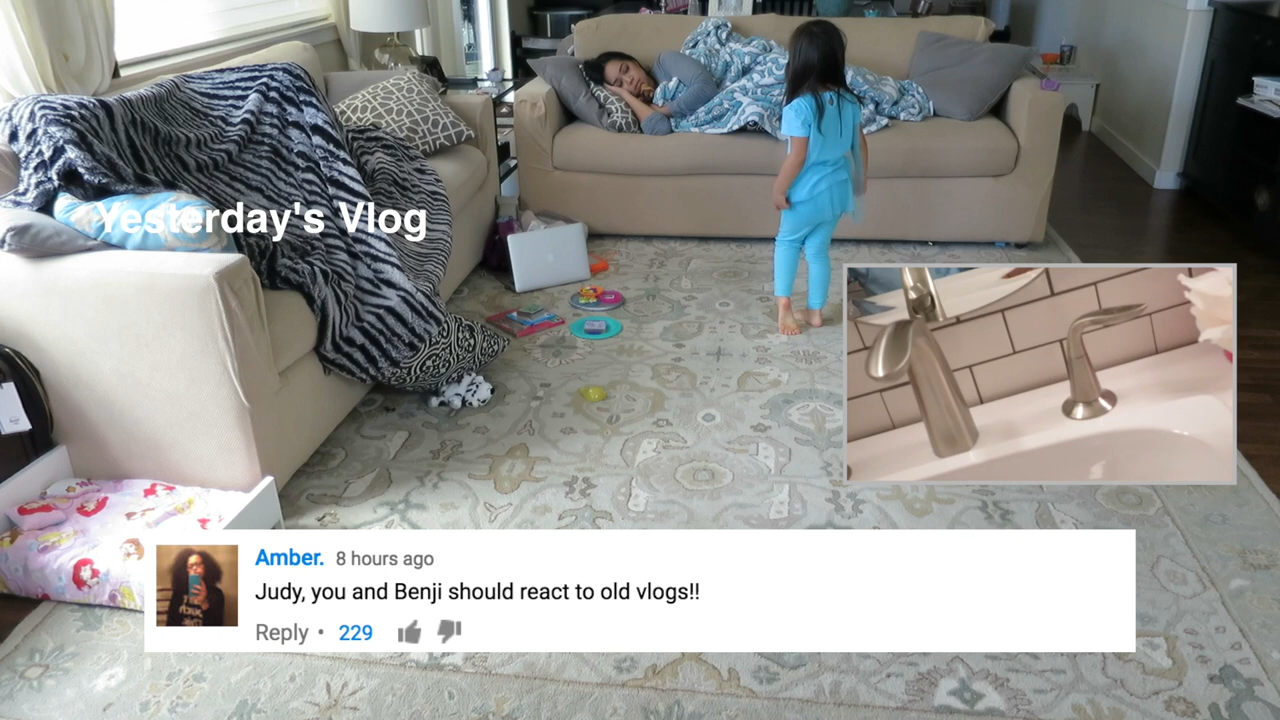 Yesterday's Vlog
Amber. 8 hours ago
Judy, you and Benji should react to old vlogs!!
Reply • 229